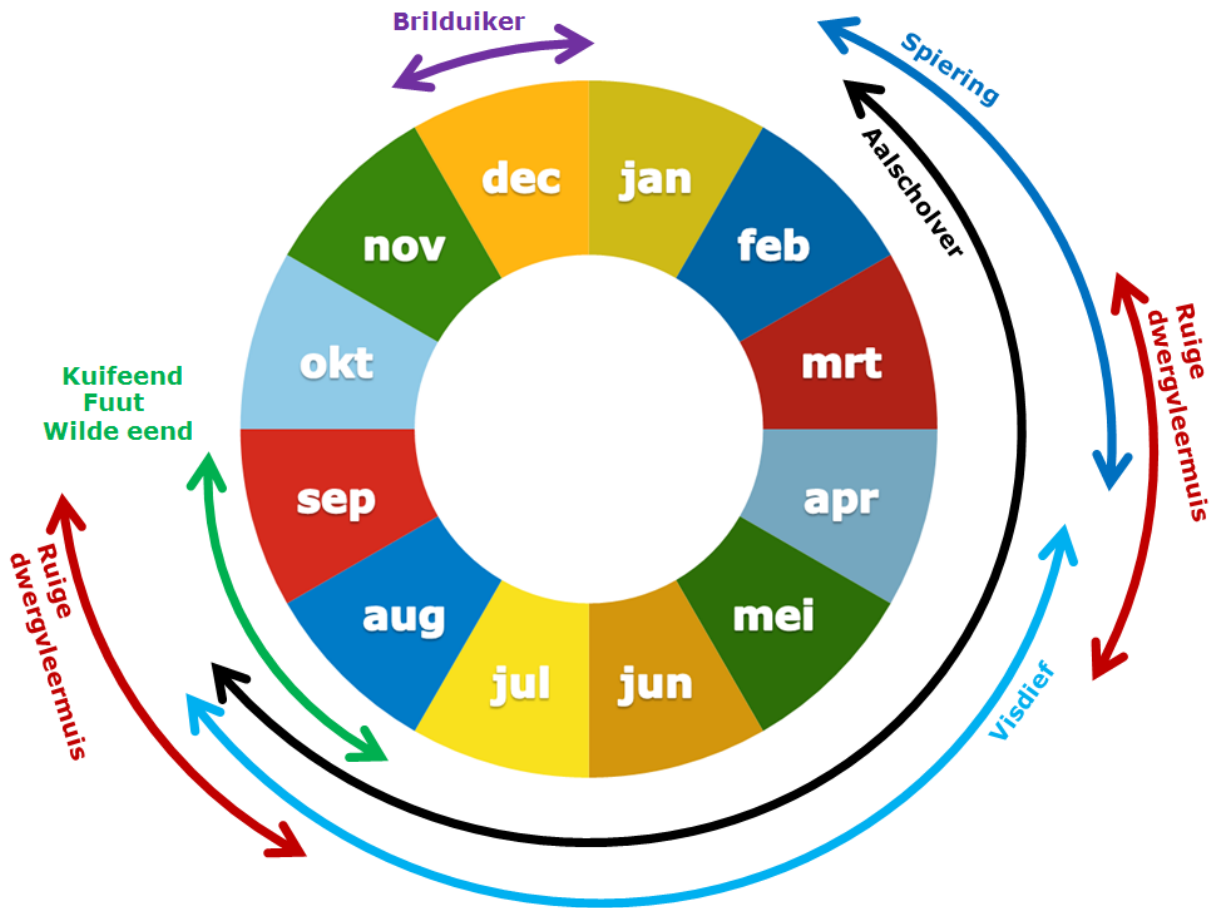 Brilduiker
Spiering
Aalscholver
dec
jan
nov
feb
okt
mrt
Ruige
dwergvleermuis
Kuifeend
Fuut
Wilde eend
sep
apr
aug
mei
jul
jun
Ruige
dwergvleermuis
Visdief